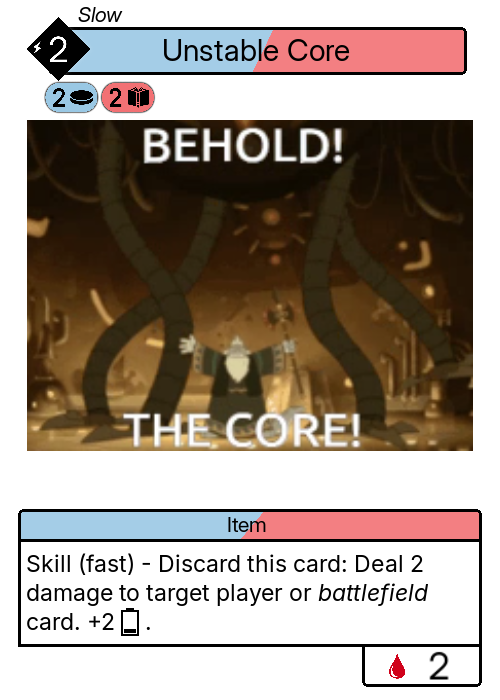 Slow
2
Unstable Core
2
2
BEHOLD!
THE CORE!
Item
Skill (fast) - Discard this card: Deal 2
damage to target player or battlefield
card. +2 .
2